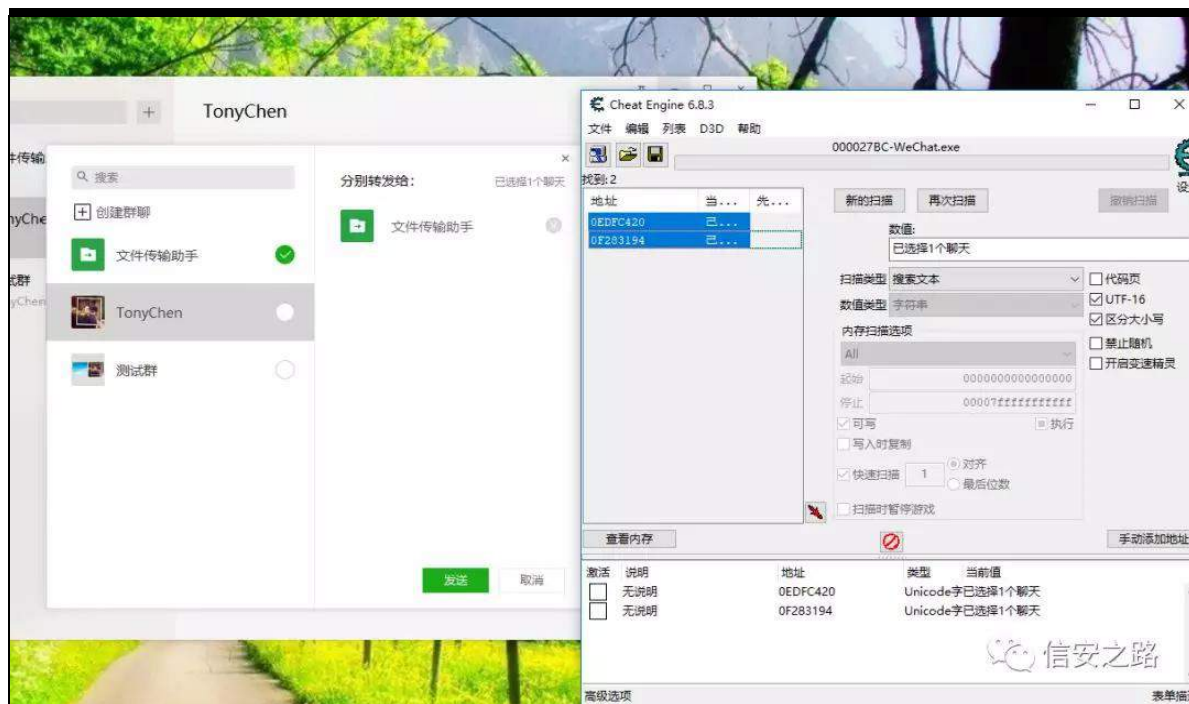 TonyChen
搜索
创建群聊
文件传输助手
TonyChen
测试群
分别转发给：
已选择1个聊天
文件传输助手
发送
取消
件传输
nyChe
试群
yChen
Cheat Engine 6.8.3
文件 编辑 列表 D3D 帮助
000027BC-WeChat.exe
找到:2
地址 当... 先...
0EDFC420 已...
0F283194 已...
新的扫描 再次扫描 撤销扫描
设
数值:
已选择1个聊天
扫描类型 搜索文本
数值类型 字符串
代码页
UTF-16
区分大小写
禁止随机
开启变速精灵
内存扫描选项
All
起始 0000000000000000
停止 00007fffffffffff
可写 执行
写入时复制
快速扫描 1 对齐
最后位数
扫描时暂停游戏
查看内存 手动添加地址
激活 说明 地址 类型 当前值
无说明 0EDFC420 Unicode字已选择1个聊天
无说明 0F283194 Unicode字已选择1个聊天
信安之路
高级选项 表单描